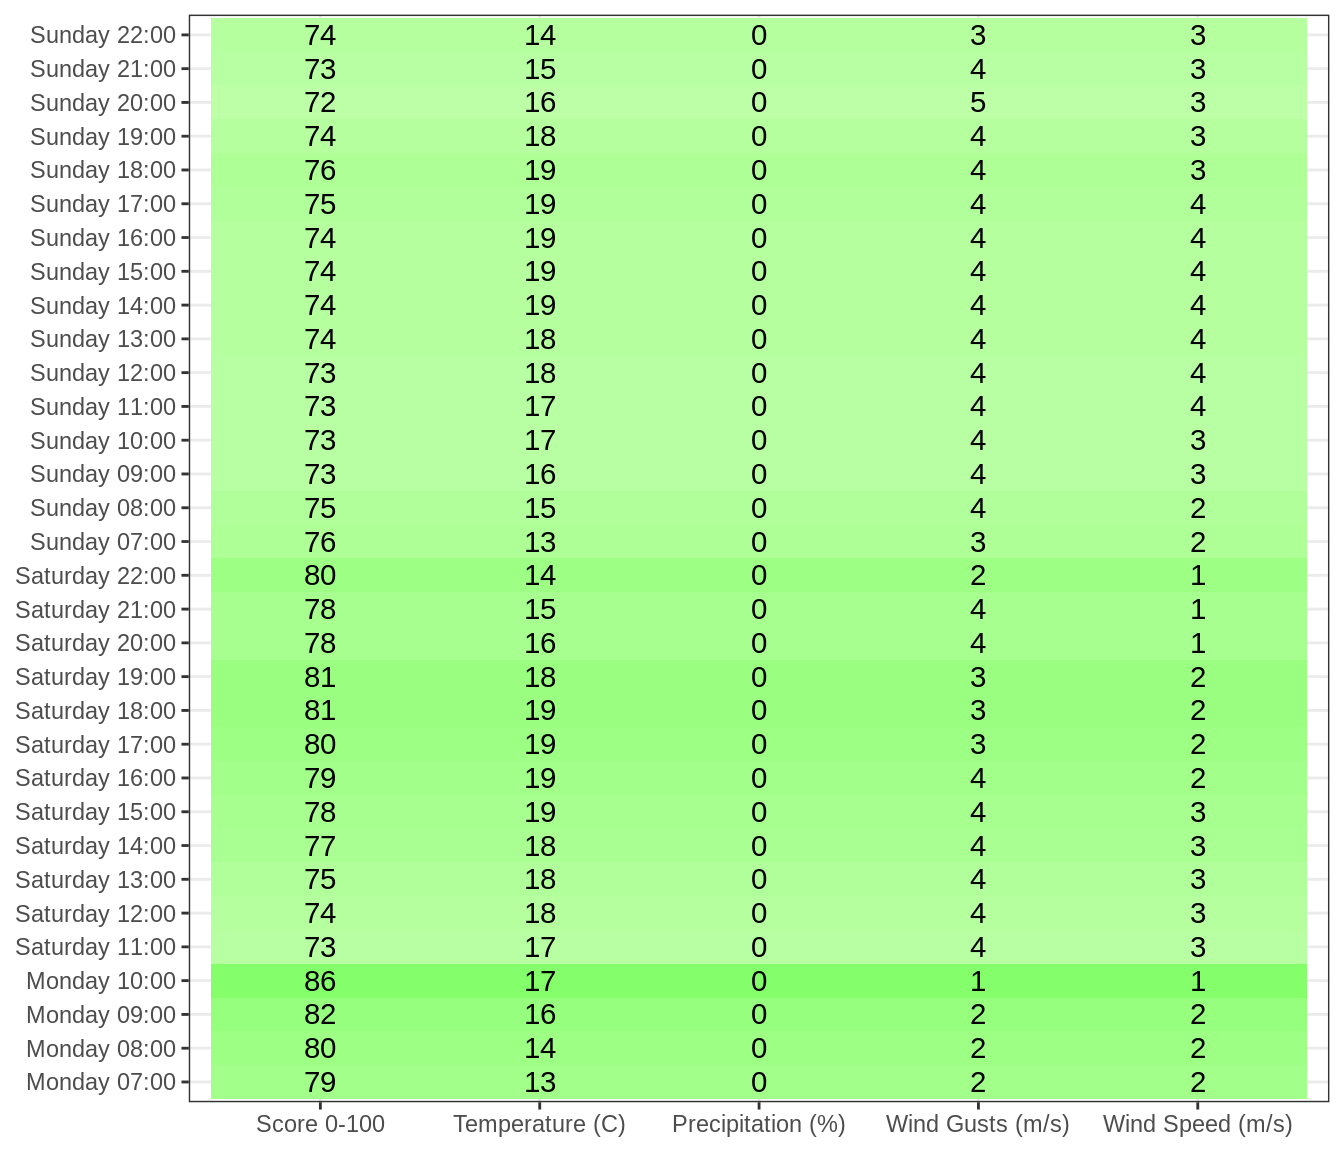 Sunday 22:00 74 14 0 3 3
Sunday 21:00 73 15 0 4 3
Sunday 20:00 72 16 0 5 3
Sunday 19:00 74 18 0 4 3
Sunday 18:00 76 19 0 4 3
Sunday 17:00 75 19 0 4 4
Sunday 16:00 74 19 0 4 4
Sunday 15:00 74 19 0 4 4
Sunday 14:00 74 19 0 4 4
Sunday 13:00 74 18 0 4 4
Sunday 12:00 73 18 0 4 4
Sunday 11:00 73 17 0 4 4
Sunday 10:00 73 17 0 4 3
Sunday 09:00 73 16 0 4 3
Sunday 08:00 75 15 0 4 2
Sunday 07:00 76 13 0 3 2
Saturday 22:00 80 14 0 2 1
Saturday 21:00 78 15 0 4 1
Saturday 20:00 78 16 0 4 1
Saturday 19:00 81 18 0 3 2
Saturday 18:00 81 19 0 3 2
Saturday 17:00 80 19 0 3 2
Saturday 16:00 79 19 0 4 2
Saturday 15:00 78 19 0 4 3
Saturday 14:00 77 18 0 4 3
Saturday 13:00 75 18 0 4 3
Saturday 12:00 74 18 0 4 3
Saturday 11:00 73 17 0 4 3
Monday 10:00 86 17 0 1 1
Monday 09:00 82 16 0 2 2
Monday 08:00 80 14 0 2 2
Monday 07:00 79 13 0 2 2
Score 0-100 Temperature (C) Precipitation (%) Wind Gusts (m/s) Wind Speed (m/s)